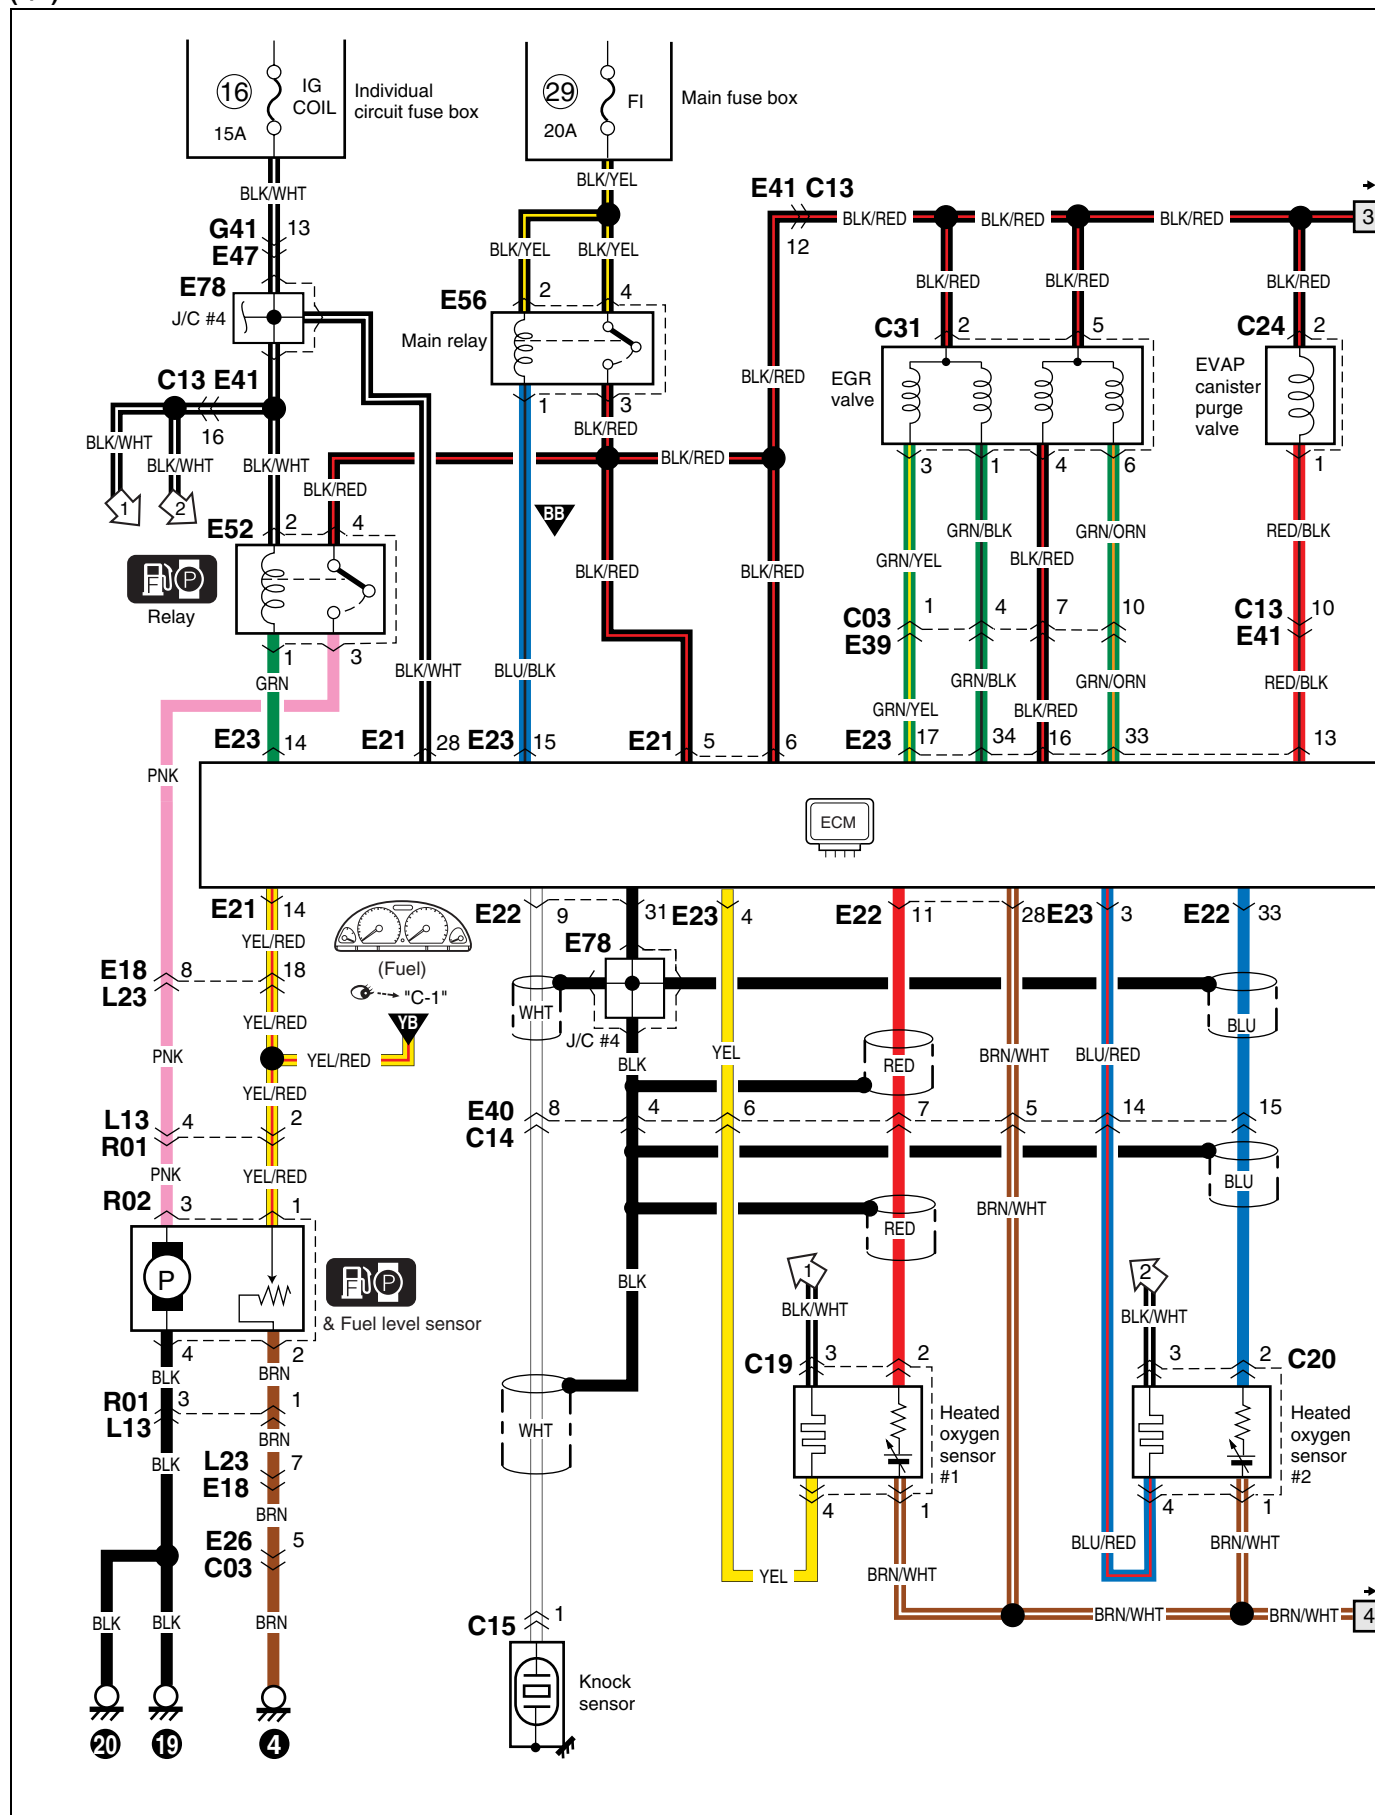 16
IG
COIL
15A
Individual
circuit fuse box
29
FI
20A
Main fuse box
BLK/WHT
BLK/YEL
G41 13
E47
E78
J/C #4
BLK/YEL BLK/YEL
E41 C13
12
BLK/RED BLK/RED BLK/RED
3
E56 2 4
Main relay
1 3
BLK/RED
BLK/RED BLK/RED BLK/RED
C31 2 5
EGR
valve
C24 2
EVAP
canister
purge
valve
C13 E41
16
BLK/WHT
BLK/WHT
BLK/WHT
1 2
BLK/RED
BLK/RED
BLK/RED
3 1 4 6
1
E52 2 4
BB
GRN/YEL
GRN/BLK
BLK/RED
GRN/ORN
RED/BLK
Relay
BLK/RED BLK/RED
C03 1 4 7 10
E39
C13 10
E41
1 3
GRN
BLK/WHT
BLU/BLK
GRN/YEL
GRN/BLK
BLK/RED
GRN/ORN
RED/BLK
E23 14
E21 28
E23 15
E21 5 6
E23 17 34 16 33 13
PNK
ECM
E21 14
YEL/RED
E22 9 31
E23 4
E22 11 28
E23 3
E22 33
(Fuel)
"C-1"
YB
E18 8 18
L23
YEL/RED
E78
J/C #4
WHT
BLK
YEL
RED
BRN/WHT
BLU/RED
BLU
PNK
YEL/RED
YEL/RED
L13 4 2
R01
E40 8 4 6 7 5 14 15
C14
PNK
YEL/RED
BLU
RED
BRN/WHT
R02 3 1
P
F P
& Fuel level sensor
BLK
1
BLK/WHT
2
BLK/WHT
4 2
BLK BRN
C19 3 2
3 2 C20
R01 3 1
L13
BRN
BLK
WHT
Heated
oxygen
sensor
#1
Heated
oxygen
sensor
#2
L23 7
E18
BRN
4 1
4 1
E26 5
C03
YEL
BRN/WHT
BLU/RED
BRN/WHT
BLK BLK BRN
C15 1
BRN/WHT BRN/WHT
4
Knock
sensor
20 19 4